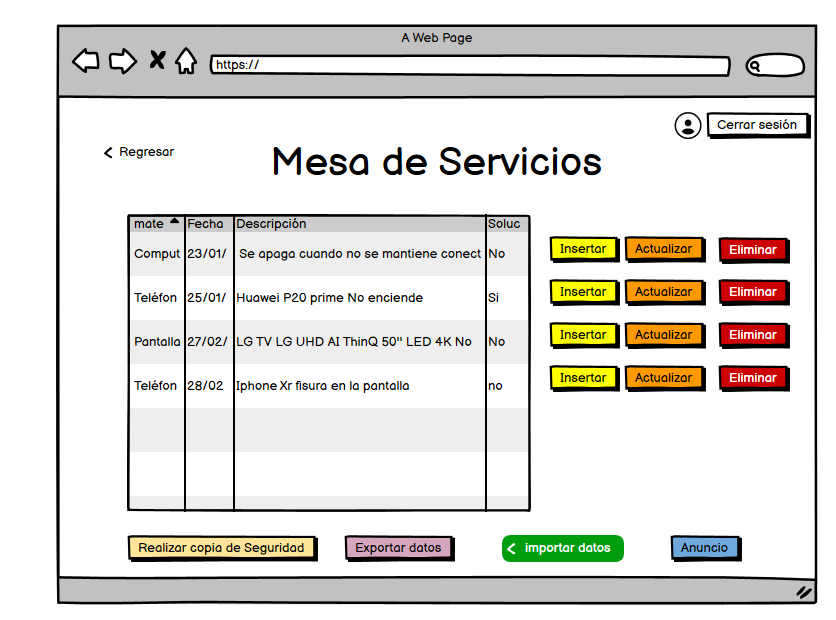 A Web Page
https://
Cerrar sesión
Regresar
Mesa de Servicios
mate Fecha Descripción Soluc
Comput 23/01/ Se apaga cuando no se mantiene conect No
Insertar Actualizar Eliminar
Teléfon 25/01/ Huawei P20 prime No enciende Si
Insertar Actualizar Eliminar
Pantalla 27/02/ LG TV LG UHD AI ThinQ 50'' LED 4K No No
Insertar Actualizar Eliminar
Teléfon 28/02 Iphone Xr fisura en la pantalla no
Insertar Actualizar Eliminar
Realizar copia de Seguridad Exportar datos importar datos Anuncio